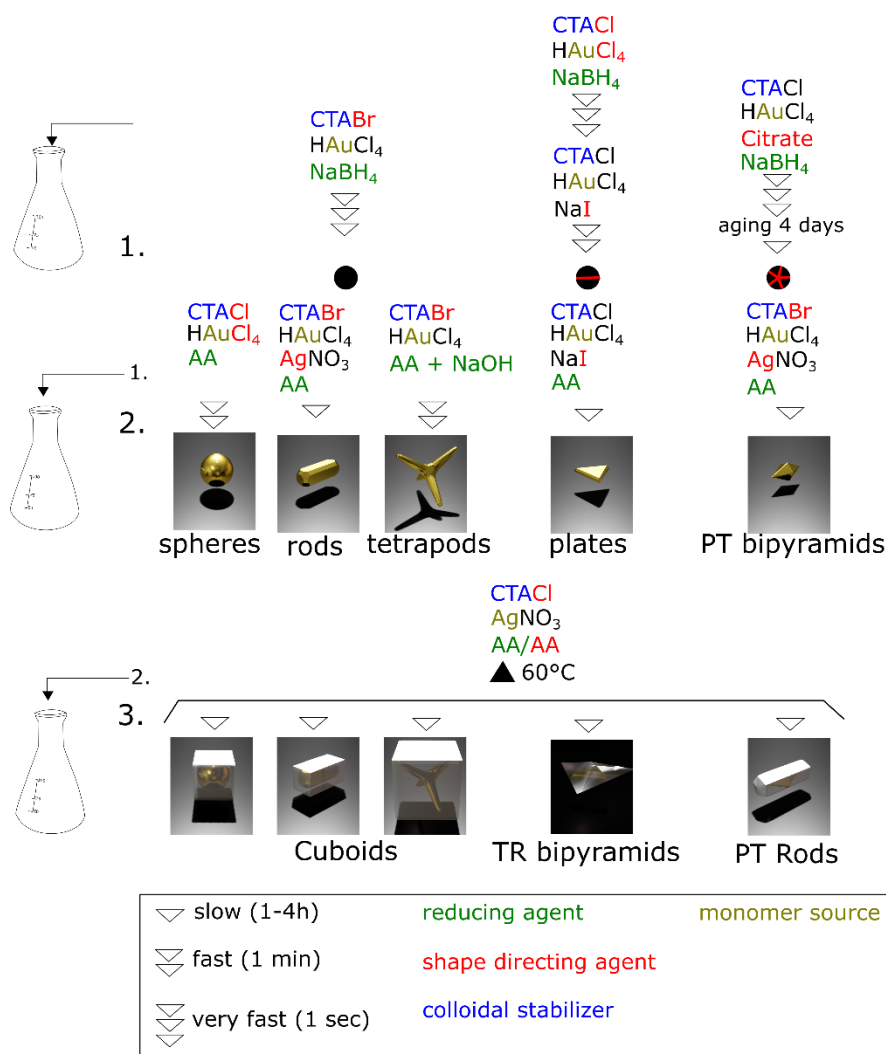 CTACl
HAuCl₄
NaBH₄
CTABr
HAuCl₄
NaBH₄
CTACl
HAuCl₄
NaI
CTACl
HAuCl₄
Citrate
NaBH₄
aging 4 days
1.
CTACl
HAuCl₄
AA
CTABr
HAuCl₄
AgNO₃
AA
CTABr
HAuCl₄
AA + NaOH
CTACl
HAuCl₄
NaI
AA
CTABr
HAuCl₄
AgNO₃
AA
1.
2.
spheres
rods
tetrapods
plates
PT bipyramids
CTACl
AgNO₃
AA/AA
60°C
2.
3.
Cuboids
TR bipyramids
PT Rods
slow (1-4h)
reducing agent
monomer source
fast (1 min)
shape directing agent
very fast (1 sec)
colloidal stabilizer